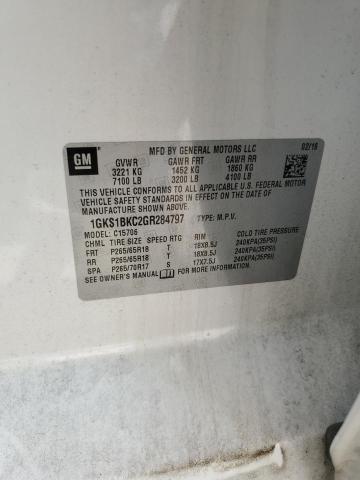 GM
MFD BY GENERAL MOTORS LLC 02/16
GVWR GAWR FRT GAWR RR
3221 KG 1452 KG 1860 KG
7100 LB 3200 LB 4100 LB
THIS VEHICLE CONFORMS TO ALL APPLICABLE U.S. FEDERAL MOTOR
VEHICLE SAFETY AND THEFT PREVENTION STANDARDS IN EFFECT ON THE DATE OF
MANUFACTURE SHOWN ABOVE.
1GKS1BKC2GR284797 TYPE: M.P.V.
MODEL: C15706
CHMK TIRE SIZE SPEED RTG RIM COLD TIRE PRESSURE
FRT P265/65R18 T 18X8.5J 240KPA(35PSI)
RR P265/65R18 T 18X8.5J 240KPA(35PSI)
SPA P265/70R17 S 17X7.5J 240KPA(35PSI)
SEE OWNER'S MANUAL FOR MORE INFORMATION.